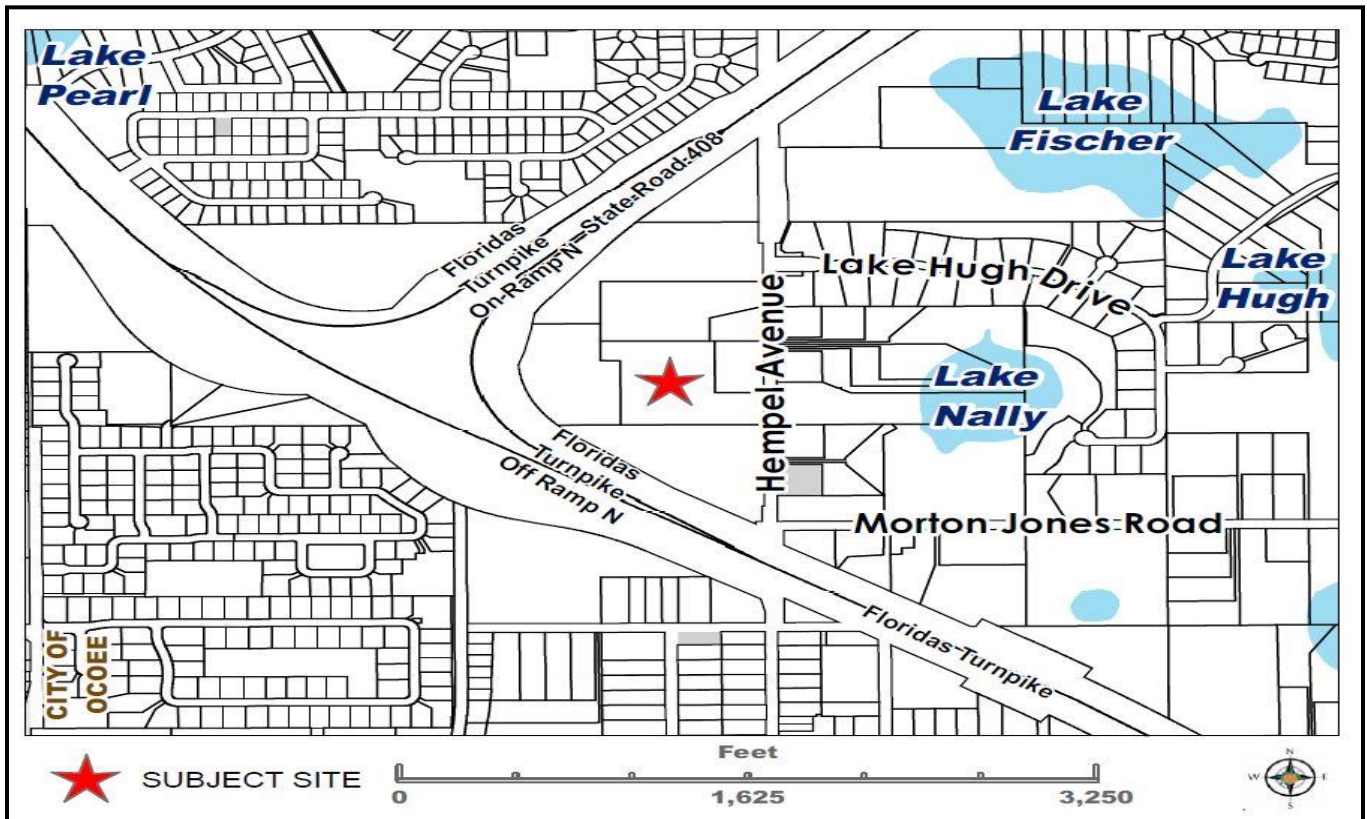 Lake
Pearl
Lake
Fischer
Floridas
Turnpike
On-Ramp N
State Road 408
Lake Hugh Drive
Lake
Hugh
Hempel Avenue
Lake
Nally
Floridas
Turnpike
Off Ramp N
Morton Jones Road
Floridas Turnpike
CITY OF
OCOEE
SUBJECT SITE
Feet
0
1,625
3,250
N
W
E
S